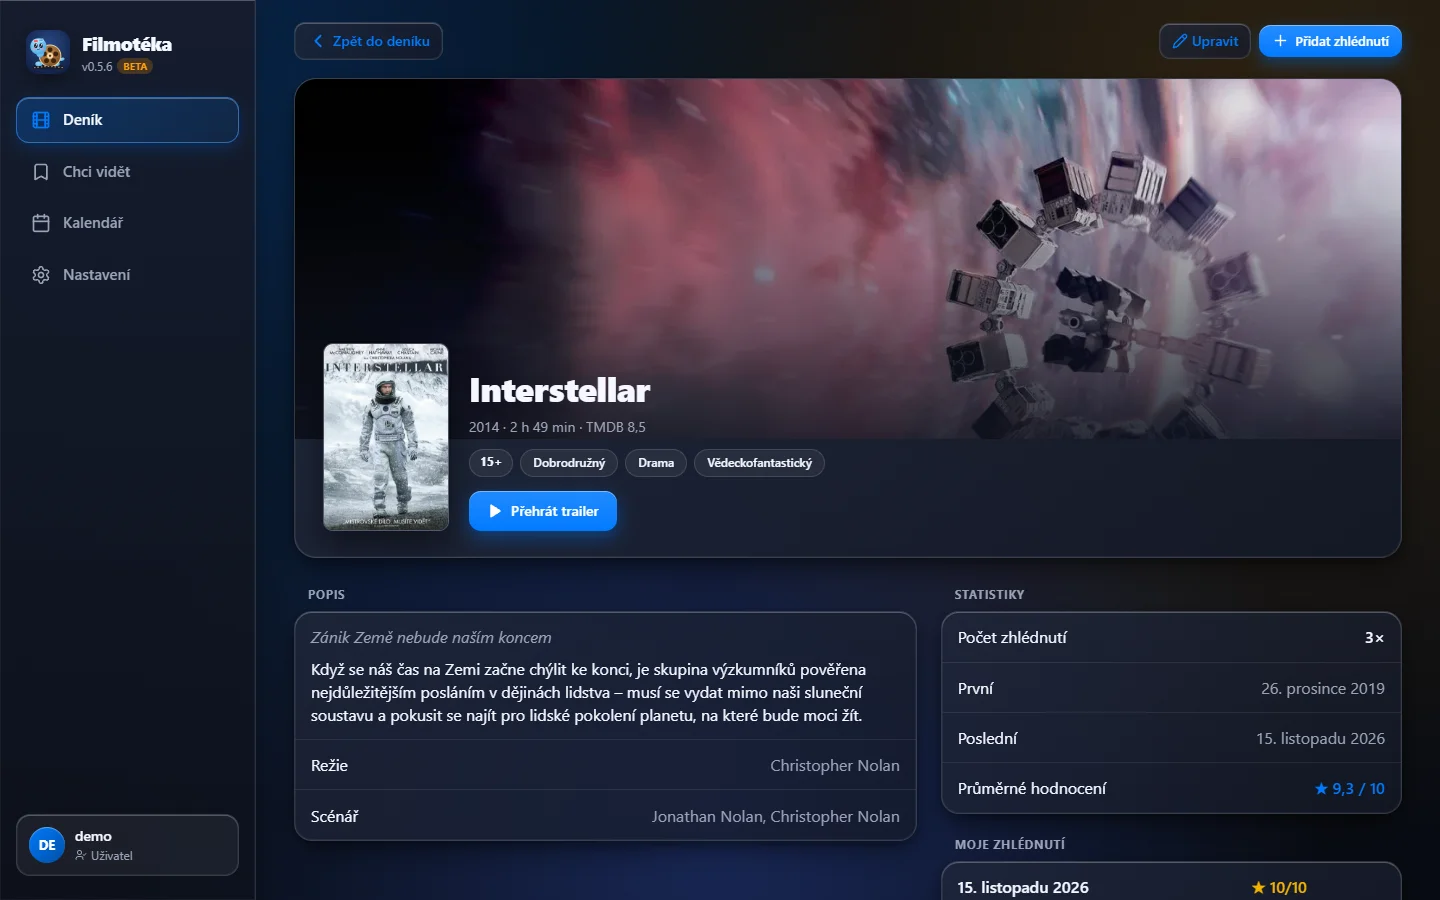 Filmotéka
v0.5.6 BETA
Deník
Chci vidět
Kalendář
Nastavení
DE
demo
Uživatel
Zpět do deníku
Upravit
Přidat zhlédnutí
INTERSTELLAR
Interstellar
2014 · 2 h 49 min · TMDB 8,5
15+ Dobrodružný Drama Vědeckofantastický
Přehrát trailer
POPIS
Zánik Země nebude naším koncem
Když se náš čas na Zemi začne chýlit ke konci, je skupina výzkumníků pověřena
nejdůležitějším posláním v dějinách lidstva – musí se vydat mimo naši sluneční
soustavu a pokusit se najít pro lidské pokolení planetu, na které bude moci žít.
Režie Christopher Nolan
Scénář Jonathan Nolan, Christopher Nolan
STATISTIKY
Počet zhlédnutí 3×
První 26. prosince 2019
Poslední 15. listopadu 2026
Průměrné hodnocení ★ 9,3 / 10
MOJE ZHLÉDNUTÍ
15. listopadu 2026 ★ 10/10